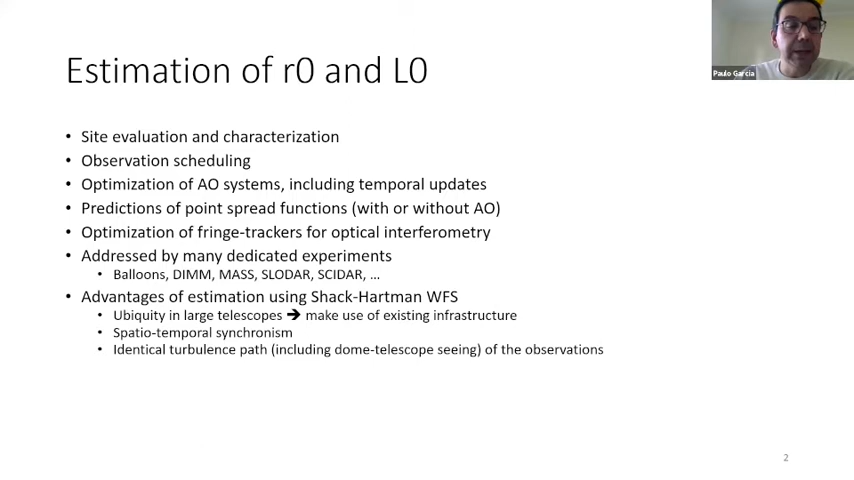 Paulo Garcia
Estimation of r0 and L0
• Site evaluation and characterization
• Observation scheduling
• Optimization of AO systems, including temporal updates
• Predictions of point spread functions (with or without AO)
• Optimization of fringe-trackers for optical interferometry
• Addressed by many dedicated experiments
• Balloons, DIMM, MASS, SLODAR, SCIDAR, …
• Advantages of estimation using Shack-Hartman WFS
• Ubiquity in large telescopes ➔ make use of existing infrastructure
• Spatio-temporal synchronism
• Identical turbulence path (including dome-telescope seeing) of the observations
2